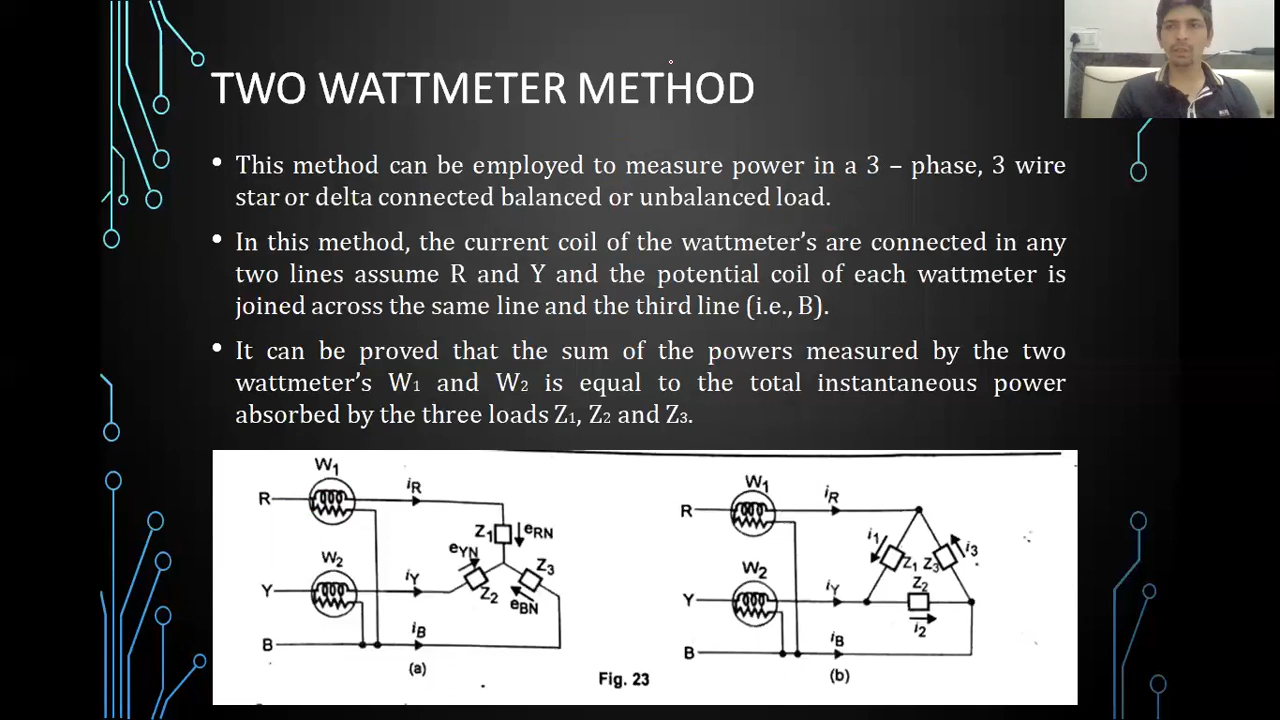 TWO WATTMETER METHOD
• This method can be employed to measure power in a 3 – phase, 3 wire
star or delta connected balanced or unbalanced load.
• In this method, the current coil of the wattmeter's are connected in any
two lines assume R and Y and the potential coil of each wattmeter is
joined across the same line and the third line (i.e., B).
• It can be proved that the sum of the powers measured by the two
wattmeter's W1 and W2 is equal to the total instantaneous power
absorbed by the three loads Z1, Z2 and Z3.
W1
R
iR
Z1
eRN
eYN
Z3
W2
Y
iY
Z2
eBN
B
iB
(a)
Fig. 23
W1
R
iR
i1
Z1
Z3
i3
W2
Y
iY
Z2
i2
B
iB
(b)